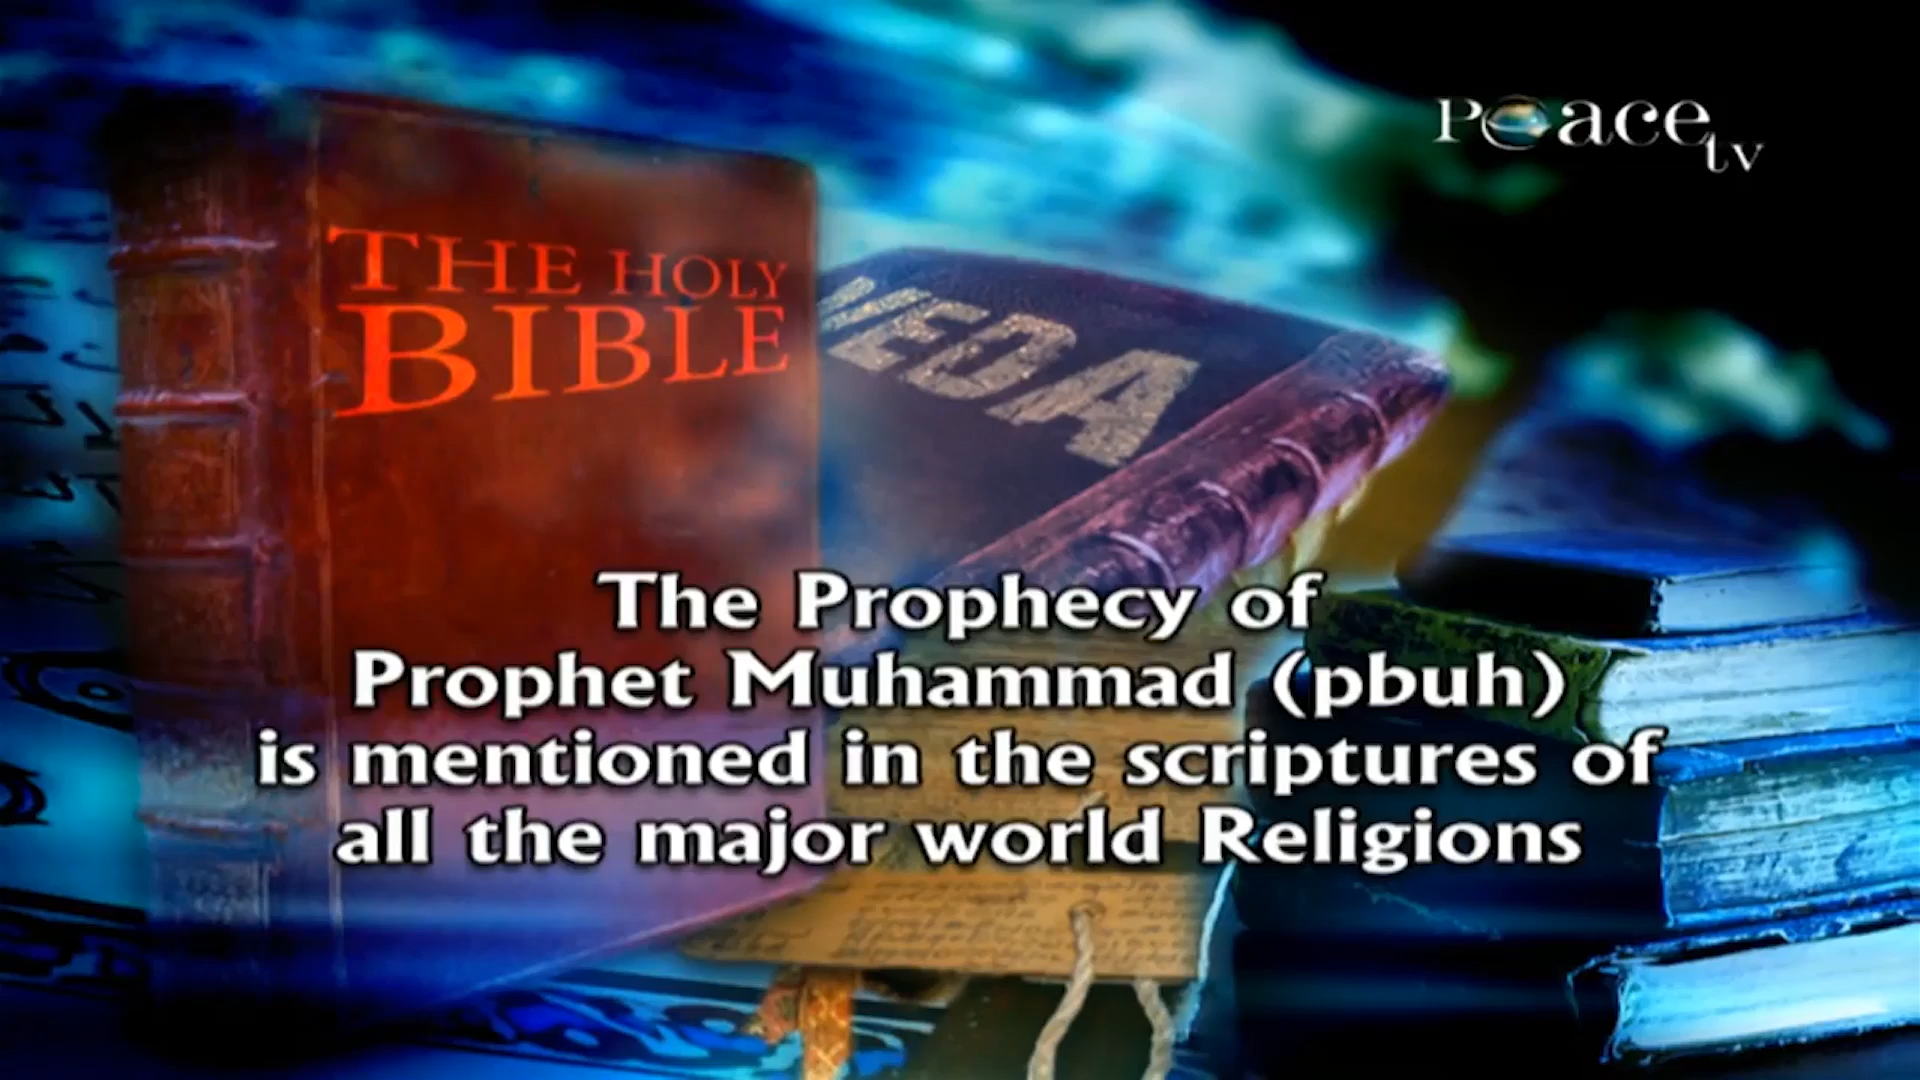 Peace tv
THE HOLY
BIBLE
VEDA
The Prophecy of
Prophet Muhammad (pbuh)
is mentioned in the scriptures of
all the major world Religions